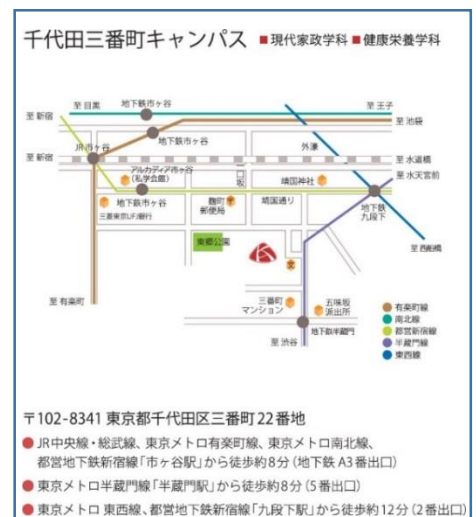 千代田三番町キャンパス ■現代家政学科 ■健康栄養学科
至 目黒
地下鉄市ヶ谷
至 王子
至 新宿
至 池袋
地下鉄市ヶ谷
JR市ヶ谷
外濠
至 新宿
至 水道橋
アルカディア市ヶ谷
(私学会館)
靖国神社
至 水天宮前
地下鉄市ヶ谷
麹町
郵便局
靖国通り
地下鉄
九段下
三菱東京UFJ銀行
東郷公園
至 西船橋
文
至 有楽町
三番町
マンション
五味坂
派出所
地下鉄半蔵門
至 渋谷
有楽町線
南北線
都営新宿線
半蔵門線
東西線
〒102-8341 東京都千代田区三番町22番地
● JR中央線・総武線、東京メトロ有楽町線、東京メトロ南北線、
都営地下鉄新宿線「市ヶ谷駅」から徒歩約8分(地下鉄 A3番出口)
● 東京メトロ半蔵門線「半蔵門駅」から徒歩約8分(5番出口)
● 東京メトロ 東西線、都営地下鉄新宿線「九段下駅」から徒歩約12分(2番出口)